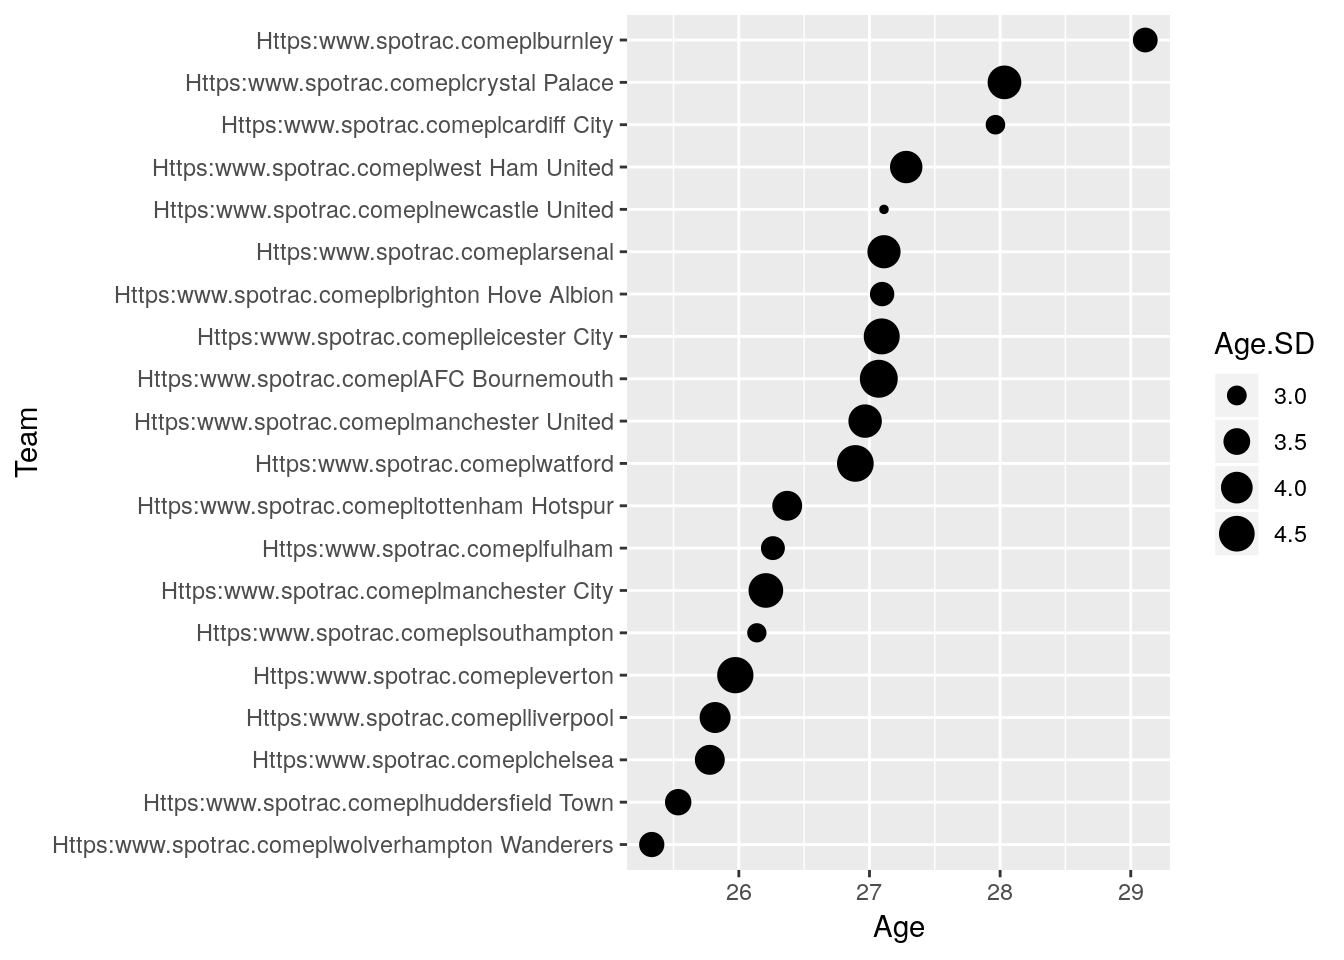 Https:www.spotrac.comeplburnley
Https:www.spotrac.comeplcrystal Palace
Https:www.spotrac.comeplcardiff City
Https:www.spotrac.comeplwest Ham United
Https:www.spotrac.comeplnewcastle United
Https:www.spotrac.comeplarsenal
Https:www.spotrac.comeplbrighton Hove Albion
Https:www.spotrac.comeplleicester City
Https:www.spotrac.comeplAFC Bournemouth
Https:www.spotrac.comeplmanchester United
Https:www.spotrac.comeplwatford
Https:www.spotrac.comepltottenham Hotspur
Https:www.spotrac.comeplfulham
Https:www.spotrac.comeplmanchester City
Https:www.spotrac.comeplsouthampton
Https:www.spotrac.comepleverton
Https:www.spotrac.comeplliverpool
Https:www.spotrac.comeplchelsea
Https:www.spotrac.comeplhuddersfield Town
Https:www.spotrac.comeplwolverhampton Wanderers
Team
26 27 28 29
Age
Age.SD
3.0
3.5
4.0
4.5